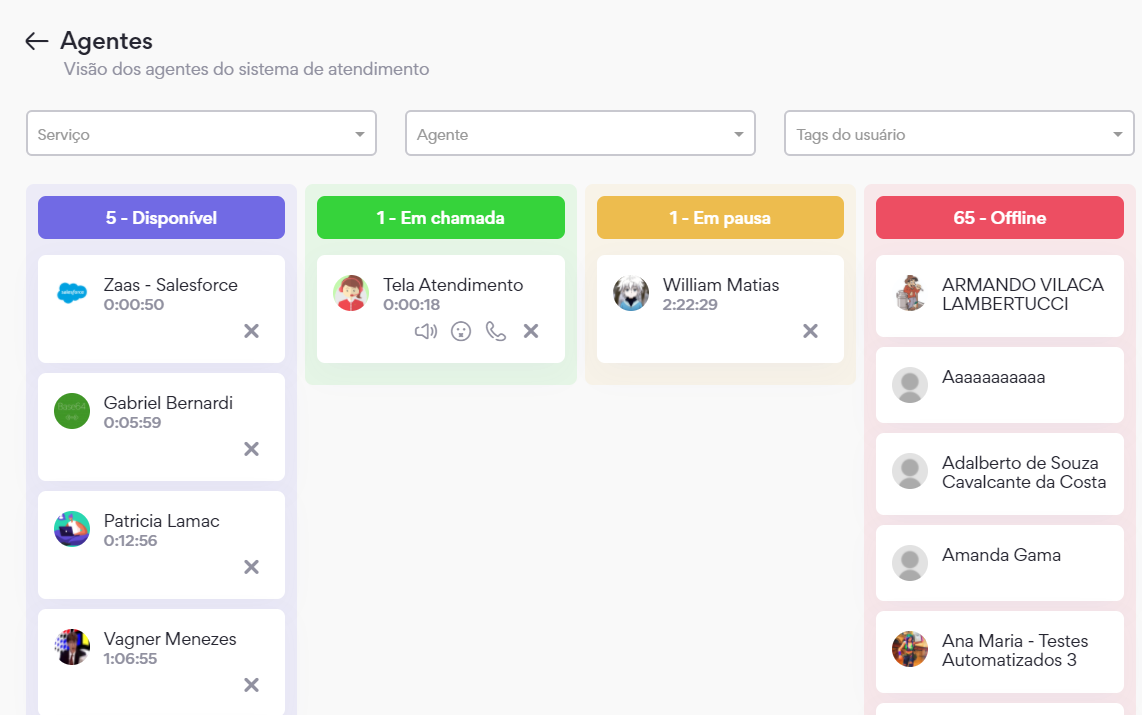 Agentes
Visão dos agentes do sistema de atendimento
Serviço
Agente
Tags do usuário
5 - Disponível
Zaas - Salesforce
0:00:50
Gabriel Bernardi
0:05:59
Patricia Lamac
0:12:56
Vagner Menezes
1:06:55
1 - Em chamada
Tela Atendimento
0:00:18
1 - Em pausa
William Matias
2:22:29
65 - Offline
ARMANDO VILACA
LAMBERTUCCI
Aaaaaaaaaaa
Adalberto de Souza
Cavalcante da Costa
Amanda Gama
Ana Maria - Testes
Automatizados 3